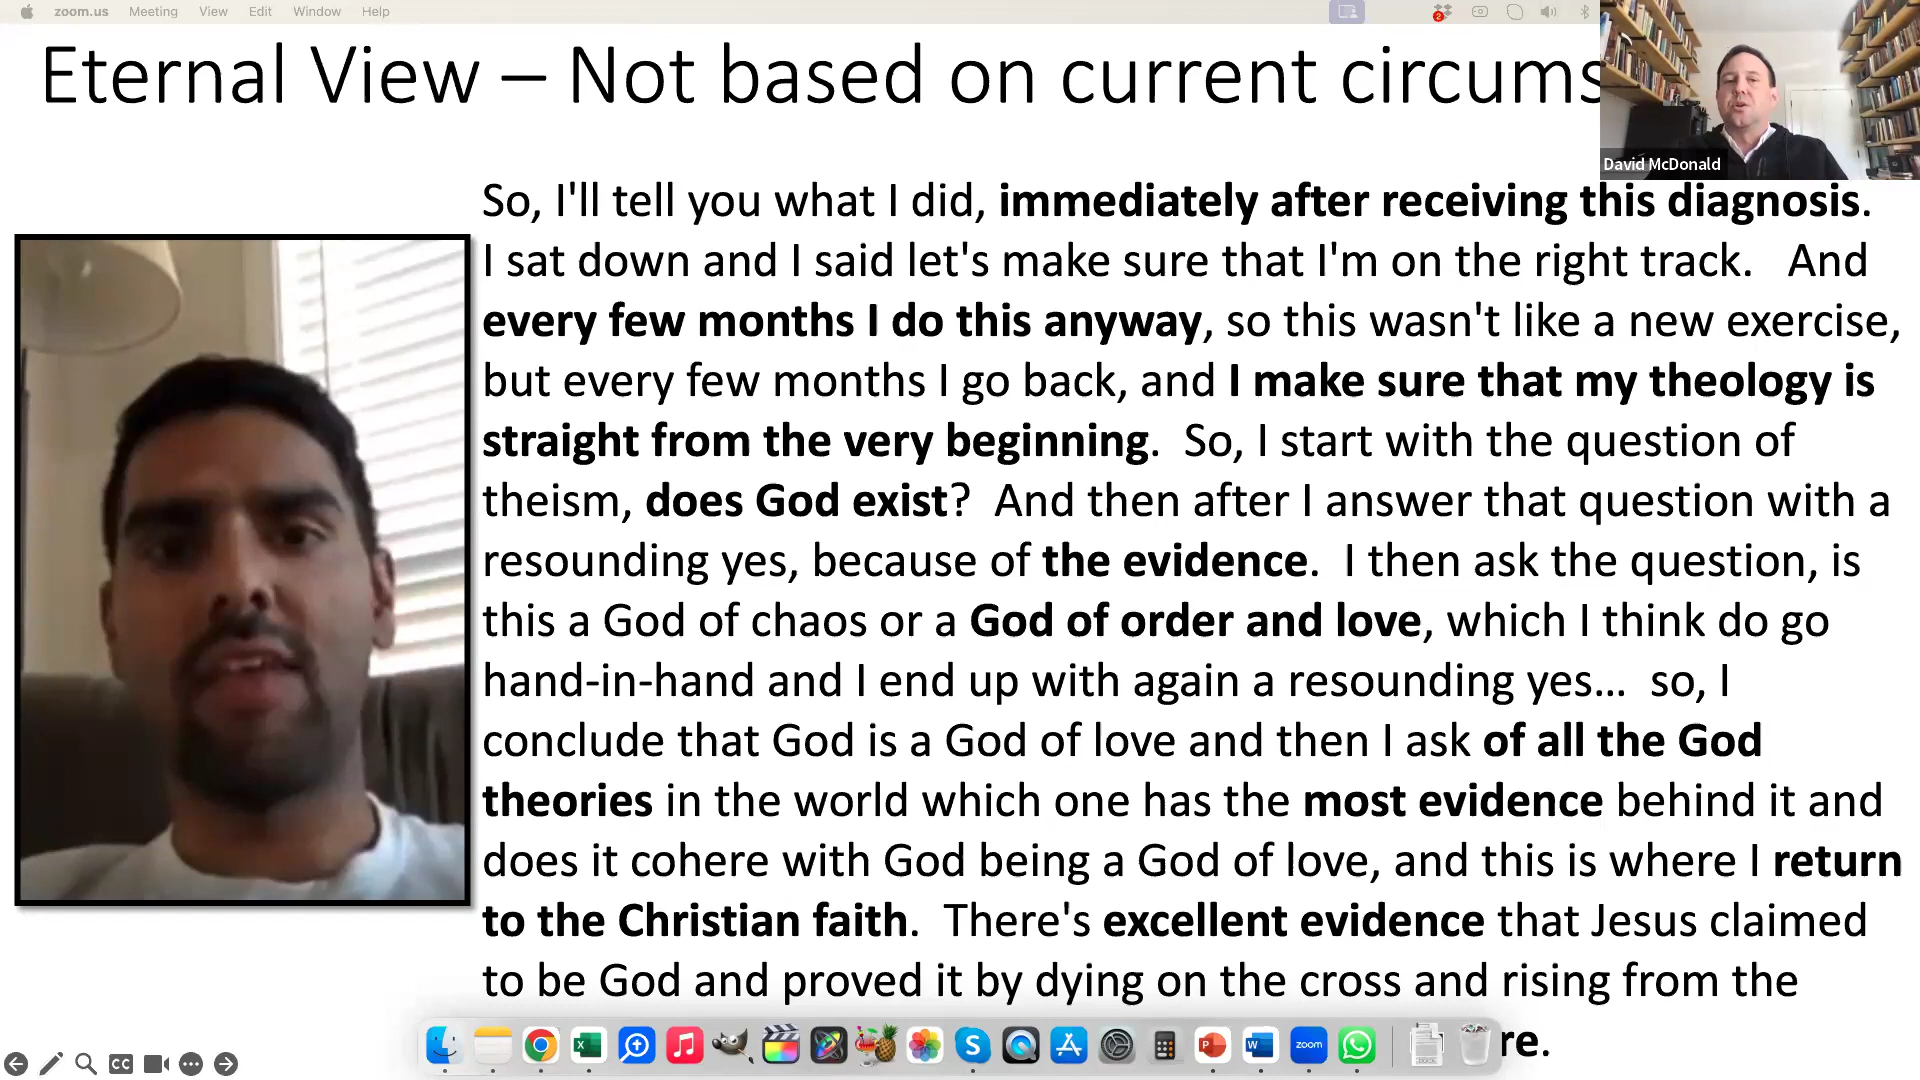 zoom.us Meeting View Edit Window Help
2
Eternal View – Not based on current circums
David McDonald
So, I'll tell you what I did, immediately after receiving this diagnosis.
I sat down and I said let's make sure that I'm on the right track. And
every few months I do this anyway, so this wasn't like a new exercise,
but every few months I go back, and I make sure that my theology is
straight from the very beginning. So, I start with the question of
theism, does God exist? And then after I answer that question with a
resounding yes, because of the evidence. I then ask the question, is
this a God of chaos or a God of order and love, which I think do go
hand-in-hand and I end up with again a resounding yes... so, I
conclude that God is a God of love and then I ask of all the God
theories in the world which one has the most evidence behind it and
does it cohere with God being a God of love, and this is where I return
to the Christian faith. There's excellent evidence that Jesus claimed
to be God and proved it by dying on the cross and rising from the
re.
CC
X
S
P
W
zoom